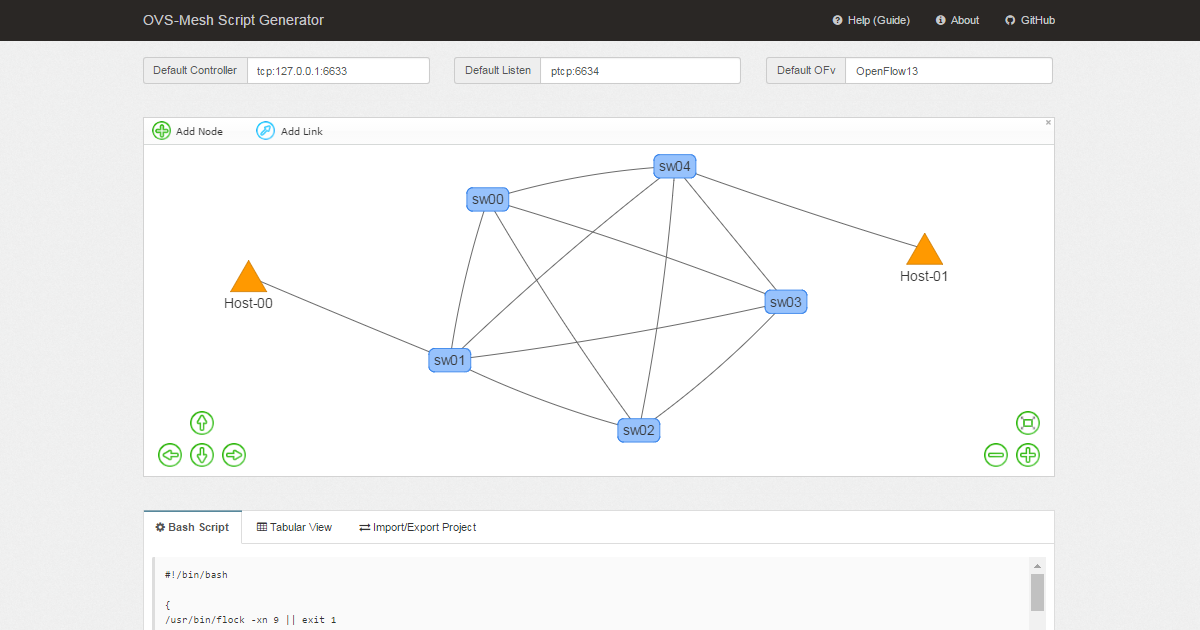 OVS-Mesh Script Generator
Help (Guide)
About
GitHub
Default Controller
tcp:127.0.0.1:6633
Default Listen
ptcp:6634
Default OFv
OpenFlow13
Add Node
Add Link
sw04
sw00
Host-01
Host-00
sw03
sw01
sw02
Bash Script
Tabular View
Import/Export Project
#!/bin/bash
{
/usr/bin/flock -xn 9 || exit 1